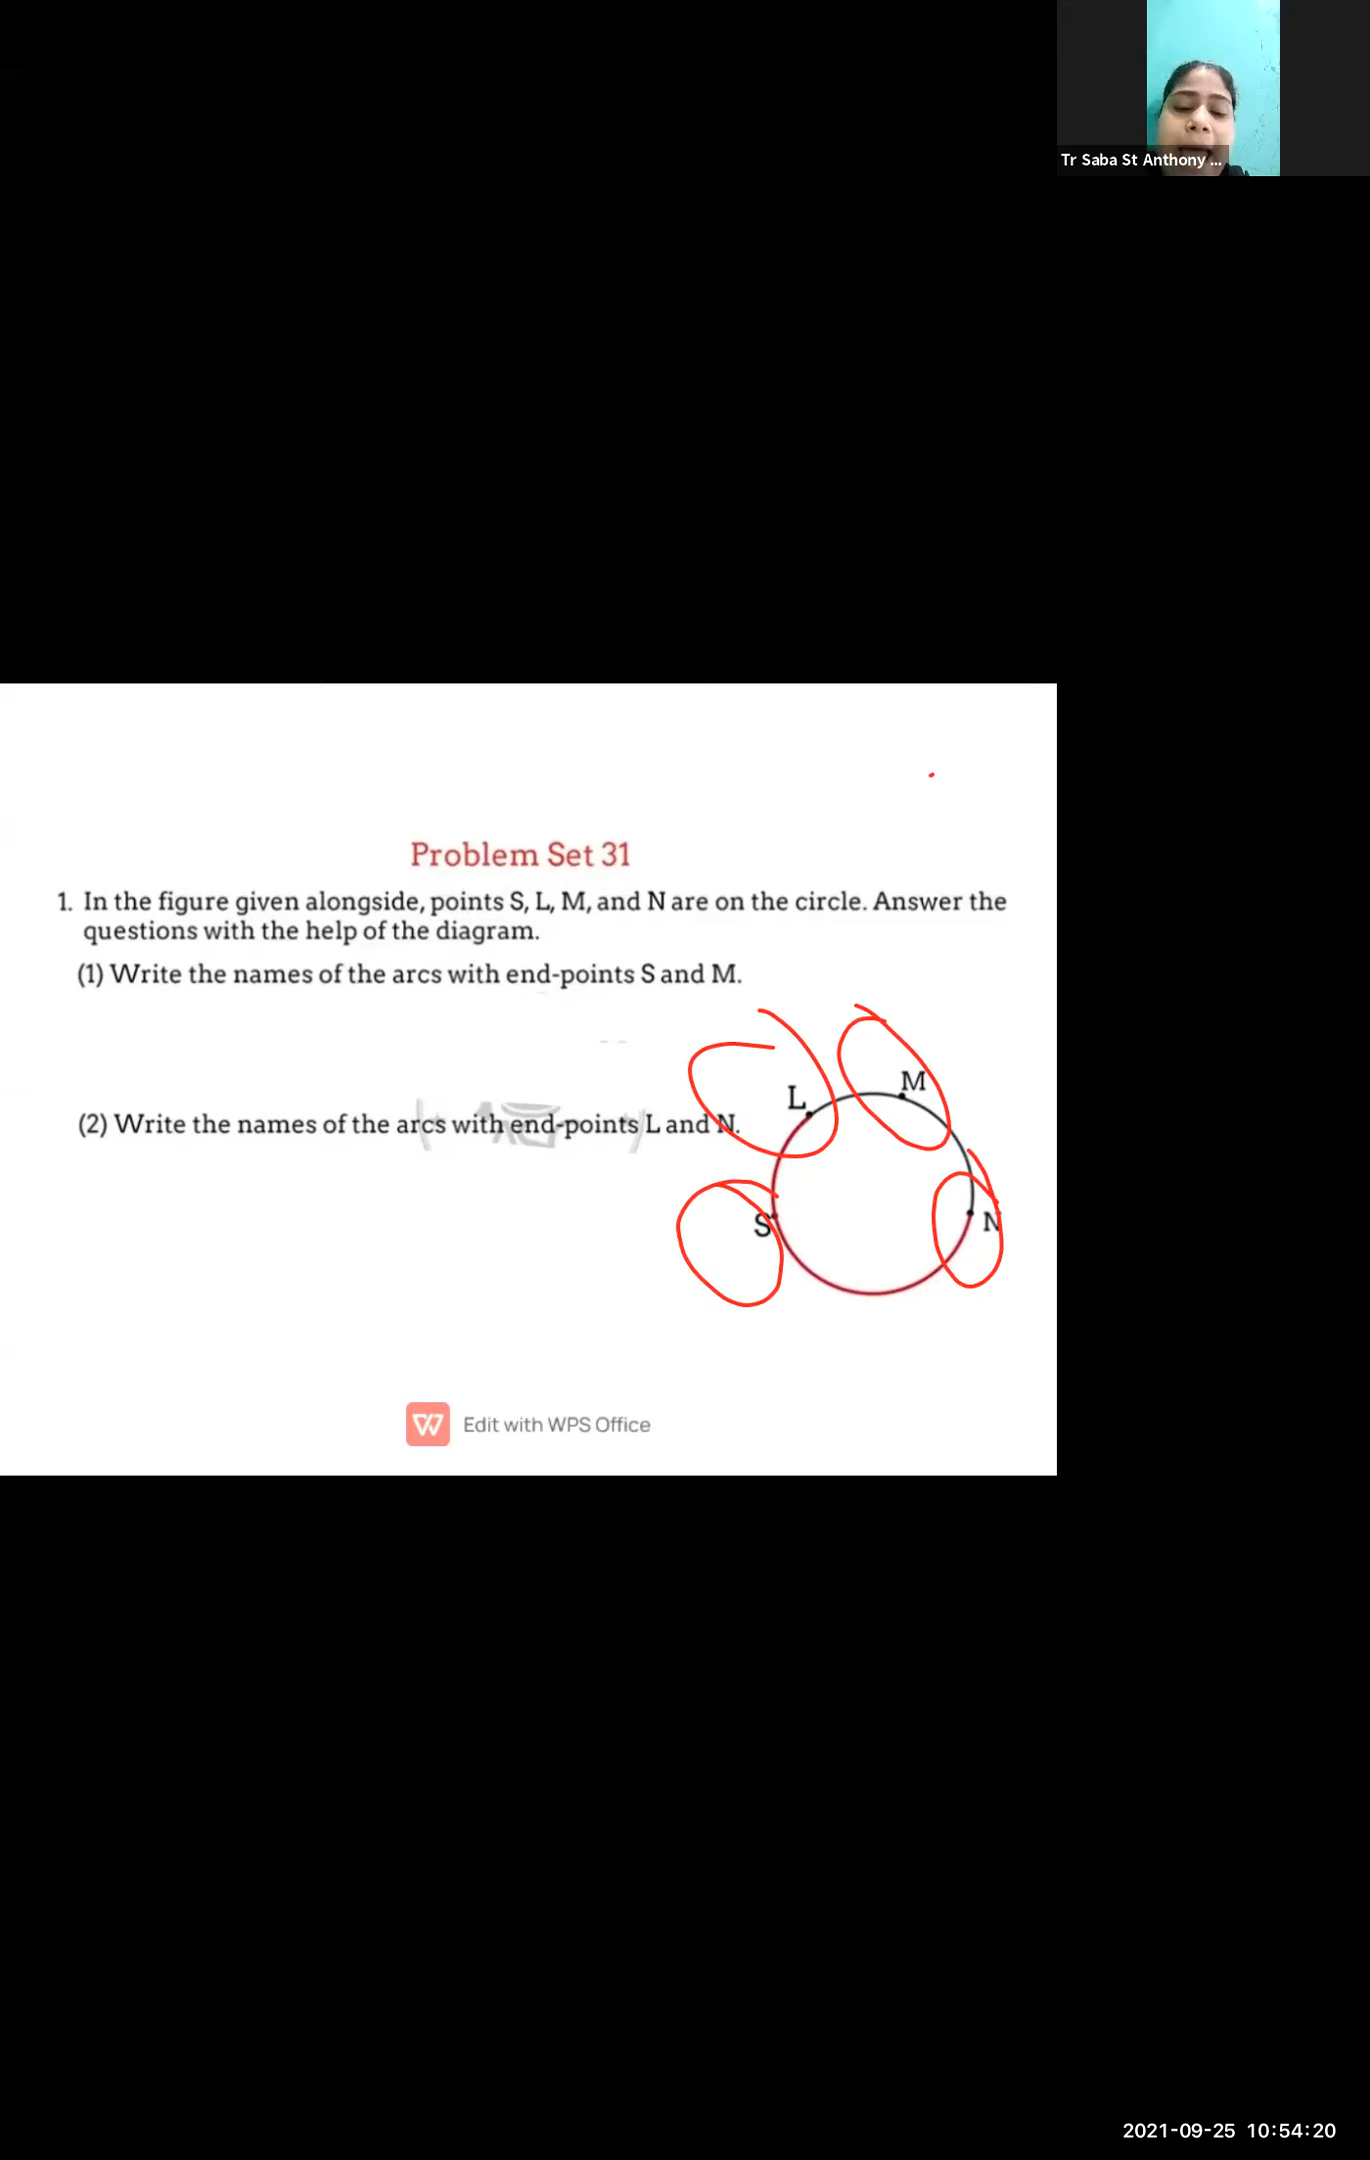 Tr Saba St Anthony ...
Problem Set 31
1. In the figure given alongside, points S, L, M, and N are on the circle. Answer the
questions with the help of the diagram.
(1) Write the names of the arcs with end-points S and M.
M
L
(2) Write the names of the arcs with end-points L and N.
S
N
W
Edit with WPS Office
2021-09-25 10:54:20